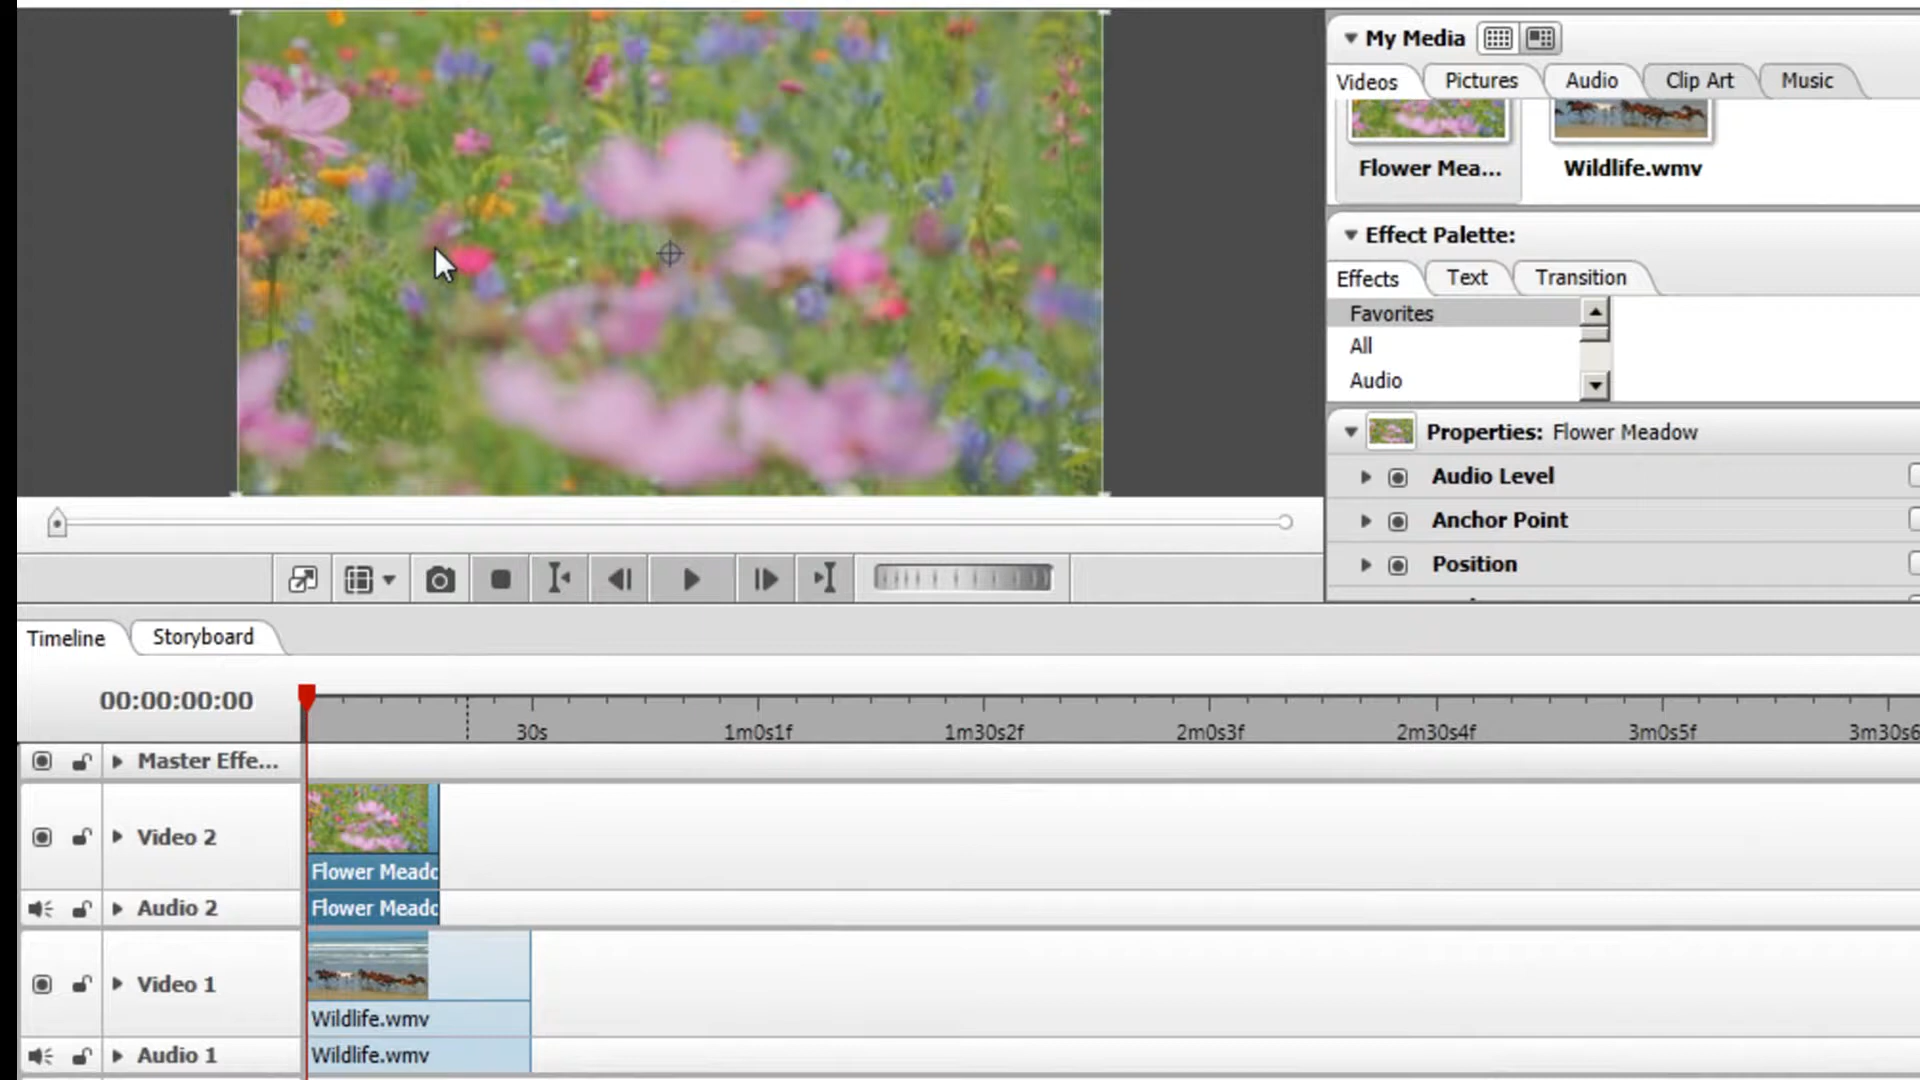 My Media
Videos Pictures Audio Clip Art Music
Flower Mea... Wildlife.wmv
Effect Palette:
Effects Text Transition
Favorites
All
Audio
Properties: Flower Meadow
Audio Level
Anchor Point
Position
Timeline Storyboard
00:00:00:00
30s 1m0s1f 1m30s2f 2m0s3f 2m30s4f 3m0s5f 3m30s6
Master Effe...
Video 2
Flower Meado
Audio 2 Flower Meado
Video 1
Wildlife.wmv
Audio 1 Wildlife.wmv